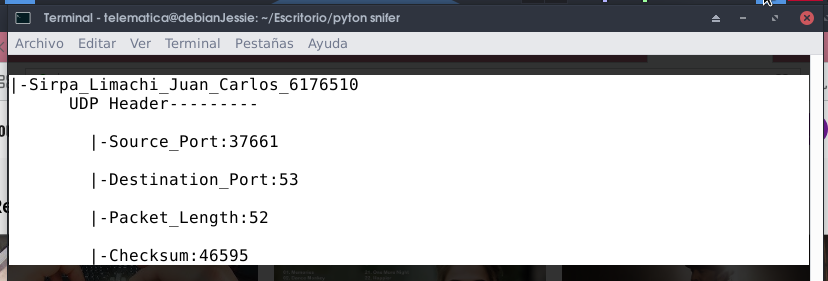 Terminal - telematica@debianJessie: ~/Escritorio/pyton snifer
Archivo Editar Ver Terminal Pestañas Ayuda
|-Sirpa_Limachi_Juan_Carlos_6176510
UDP Header---------
|-Source_Port:37661
|-Destination_Port:53
|-Packet_Length:52
|-Checksum:46595